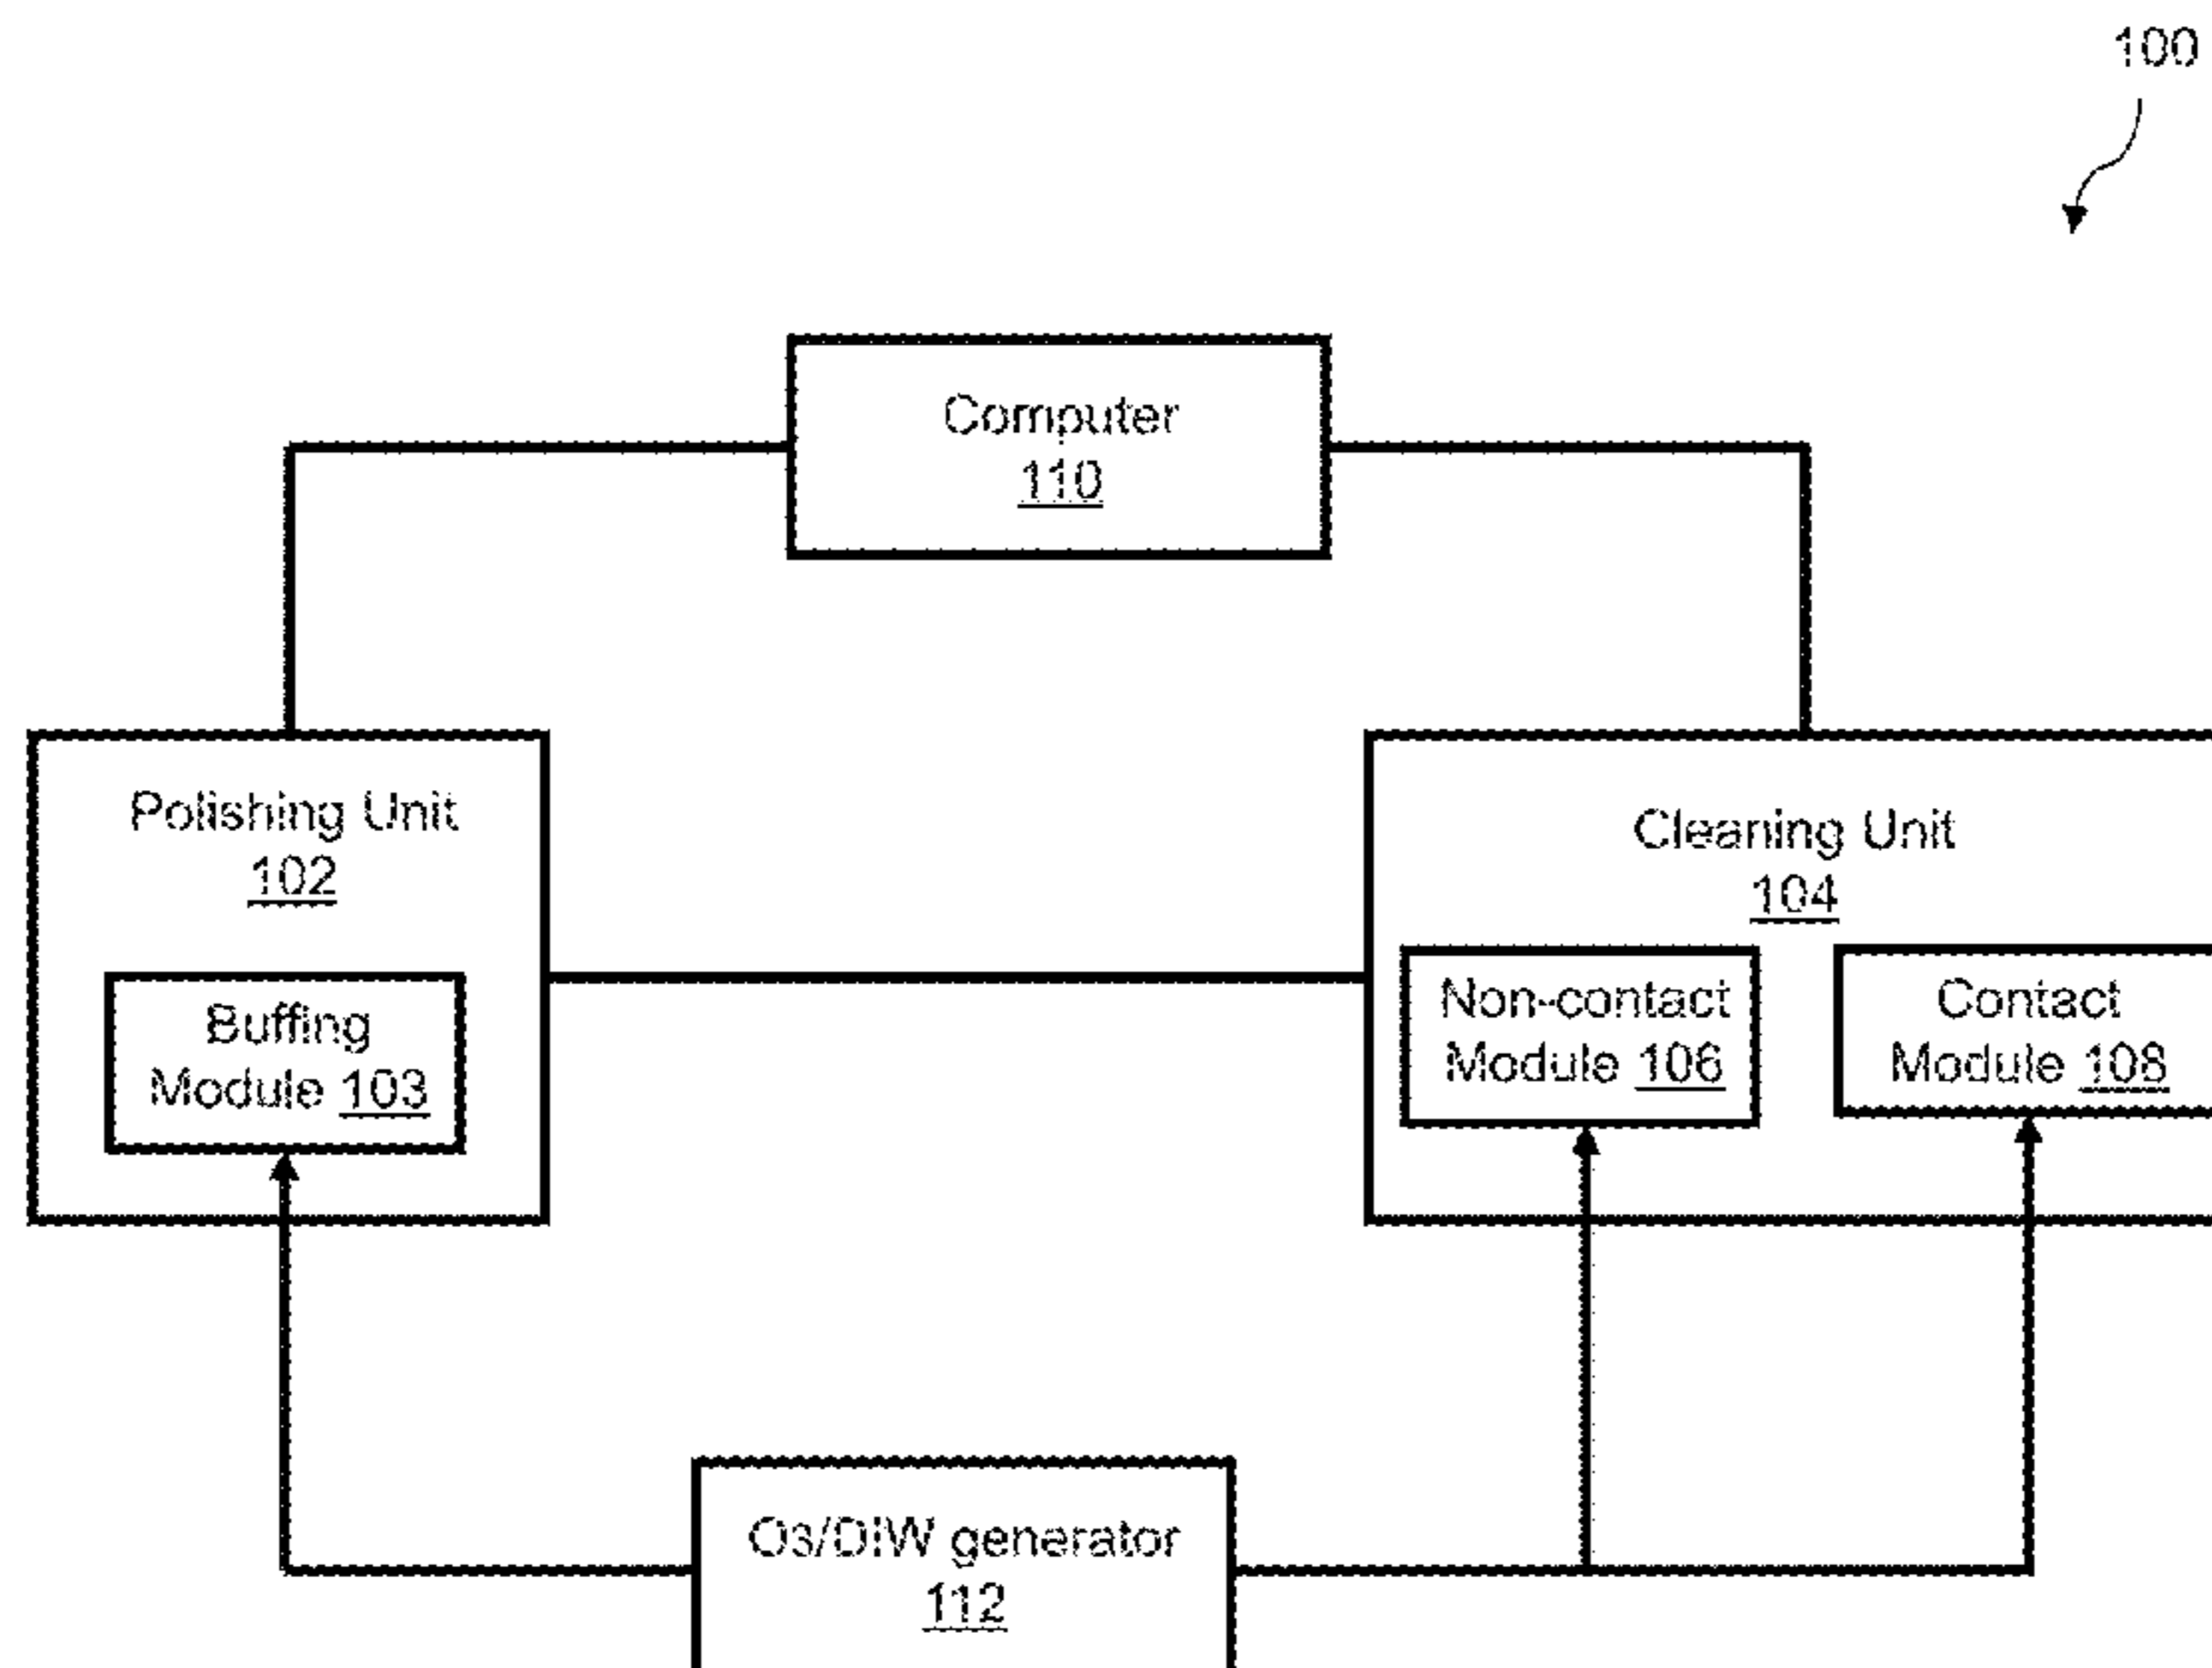 100
Computer
110
Polishing Unit
102
Cleaning Unit
104
Buffing
Module 103
Non-contact
Module 106
Contact
Module 108
O3/DIW generator
112